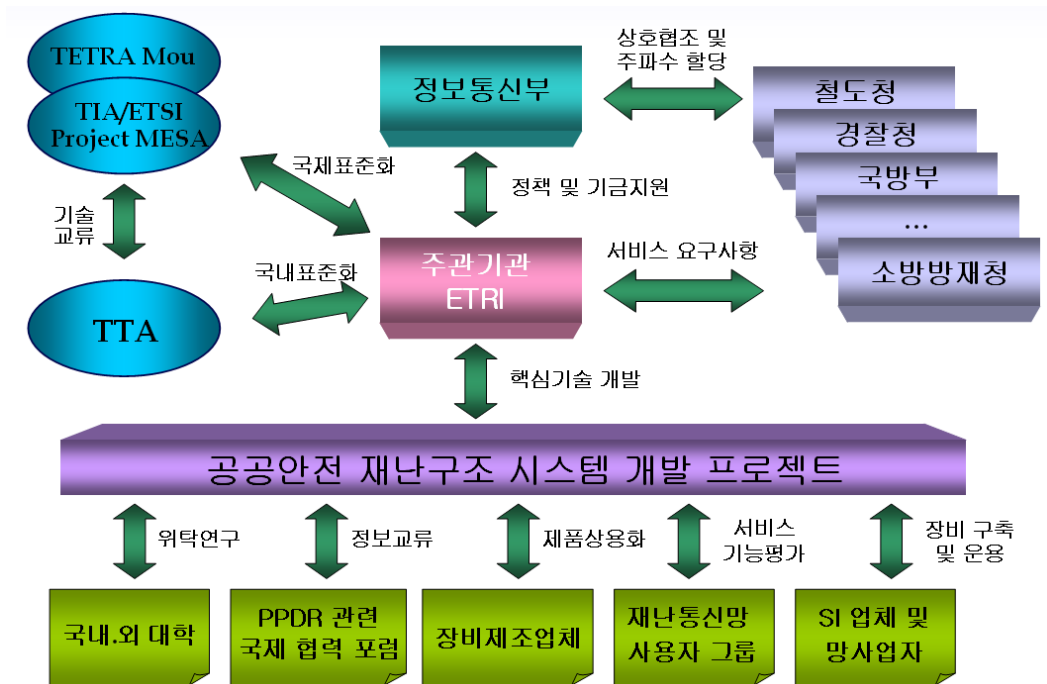 TETRA Mou
TIA/ETSI
Project MESA
정보통신부
상호협조 및
주파수 할당
철도청
경찰청
국방부
...
소방방재청
국제표준화
정책 및 기금지원
기술
교류
국내표준화
주관기관
ETRI
서비스 요구사항
TTA
핵심기술 개발
공공안전 재난구조 시스템 개발 프로젝트
위탁연구
정보교류
제품상용화
서비스
기능평가
장비 구축
및 운용
국내.외 대학
PPDR 관련
국제 협력 포럼
장비제조업체
재난통신망
사용자 그룹
SI 업체 및
망사업자